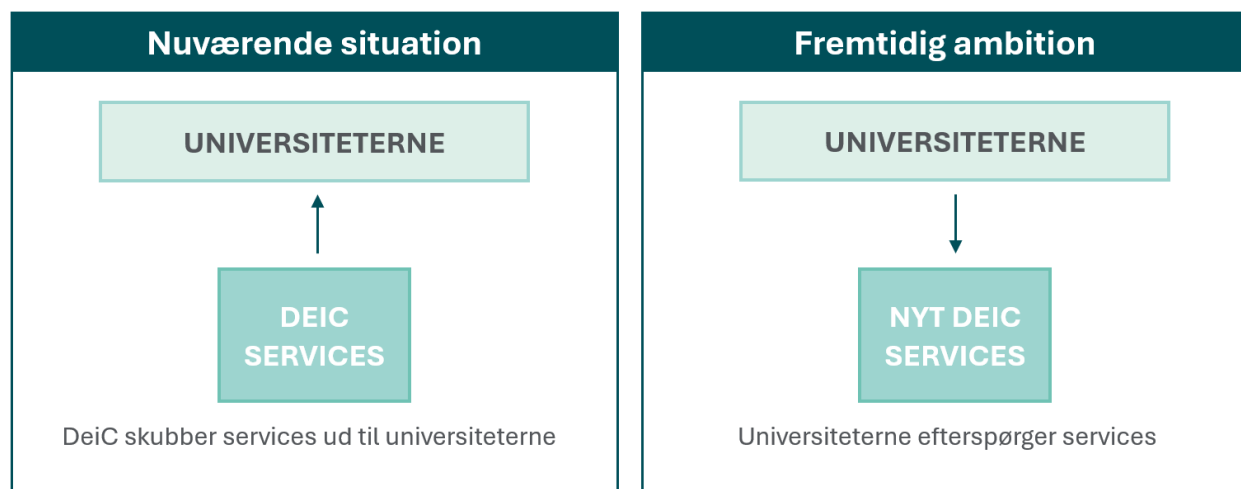 Nuværende situation
UNIVERSITETERNE
DEIC
SERVICES
DeiC skubber services ud til universiteterne
Fremtidig ambition
UNIVERSITETERNE
NYT DEIC
SERVICES
Universiteterne efterspørger services